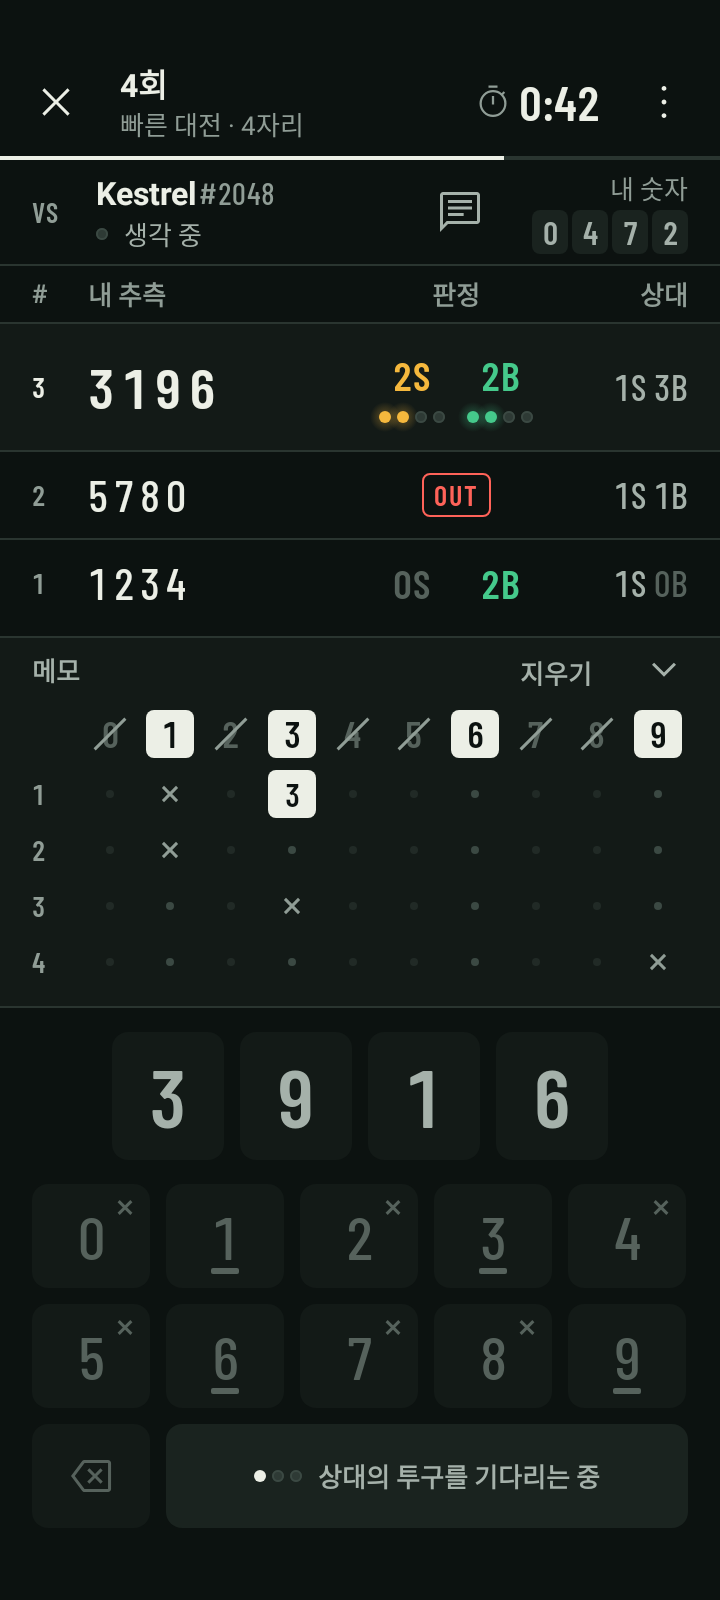 4회
빠른 대전 · 4자리
0:42
VS
Kestrel #2048
생각 중
내 숫자
0 4 7 2
# 내 추측 판정 상대
3 3196 2S 2B 1S 3B
2 5780 OUT 1S 1B
1 1234 0S 2B 1S 0B
메모 지우기
0 1 2 3 4 5 6 7 8 9
1 × 3
2 ×
3 ×
4 ×
3 9 1 6
0 1 2 3 4
5 6 7 8 9
상대의 투구를 기다리는 중